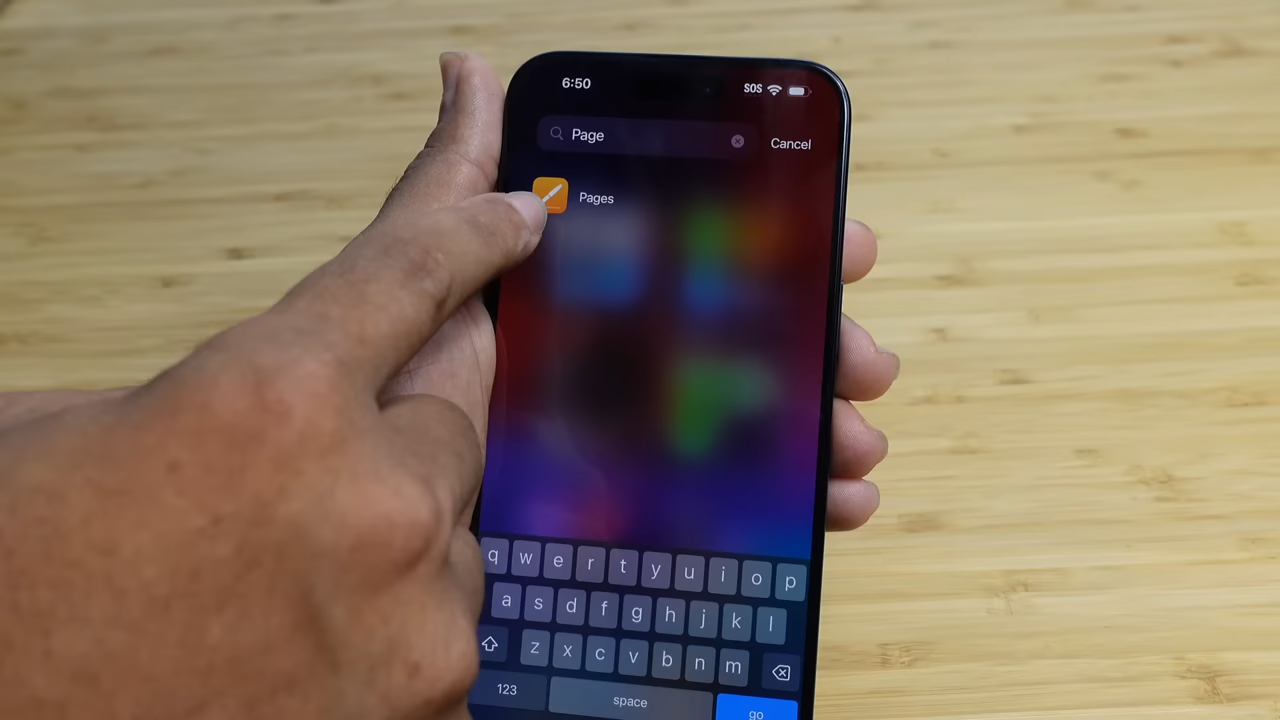 6:50 SOS
Page Cancel
Pages
q w e r t y u i o p
a s d f g h j k l
z x c v b n m
123 space go